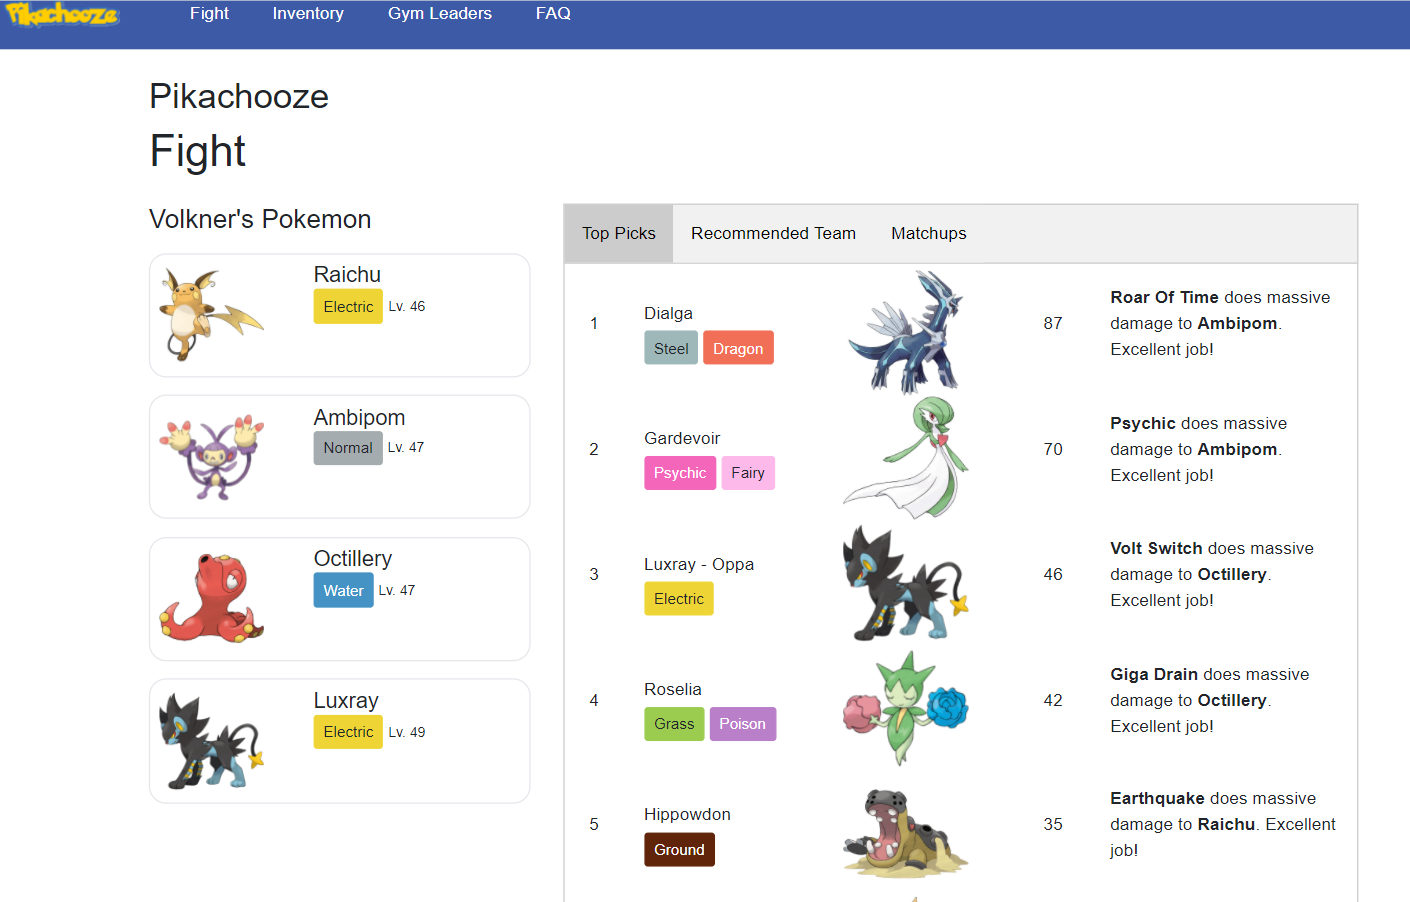 Pikachooze
Fight
Inventory
Gym Leaders
FAQ
Pikachooze
Fight
Volkner's Pokemon
Raichu
Electric Lv. 46
Ambipom
Normal Lv. 47
Octillery
Water Lv. 47
Luxray
Electric Lv. 49
Top Picks
Recommended Team
Matchups
1
Dialga
Steel Dragon
87
Roar Of Time does massive
damage to Ambipom.
Excellent job!
2
Gardevoir
Psychic Fairy
70
Psychic does massive
damage to Ambipom.
Excellent job!
3
Luxray - Oppa
Electric
46
Volt Switch does massive
damage to Octillery.
Excellent job!
4
Roselia
Grass Poison
42
Giga Drain does massive
damage to Octillery.
Excellent job!
5
Hippowdon
Ground
35
Earthquake does massive
damage to Raichu. Excellent
job!